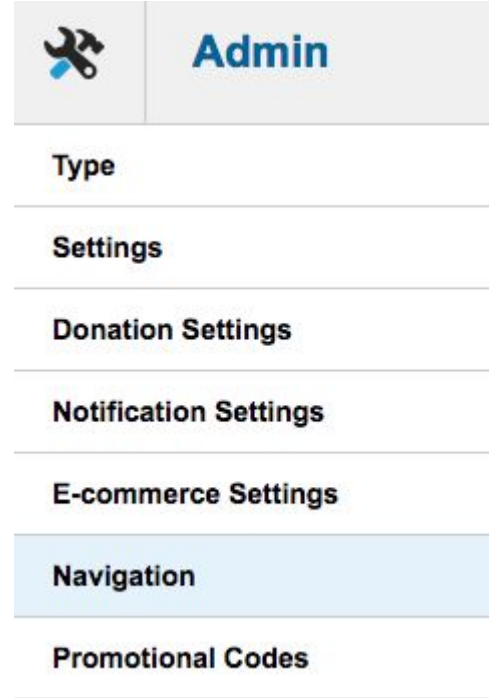 Admin
Type
Settings
Donation Settings
Notification Settings
E-commerce Settings
Navigation
Promotional Codes